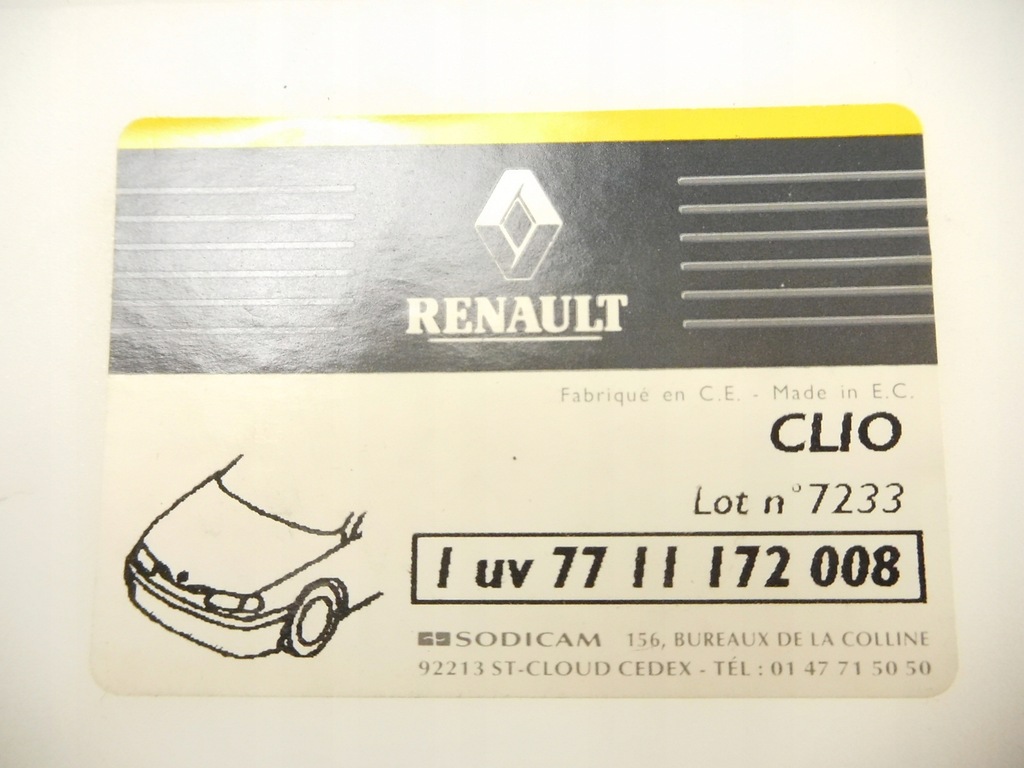 RENAULT
Fabriqué en C.E. - Made in E.C.
CLIO
Lot n° 7233
1 uv 77 11 172 008
SODICAM 156, BUREAUX DE LA COLLINE
92213 ST-CLOUD CEDEX - TÉL : 01 47 71 50 50